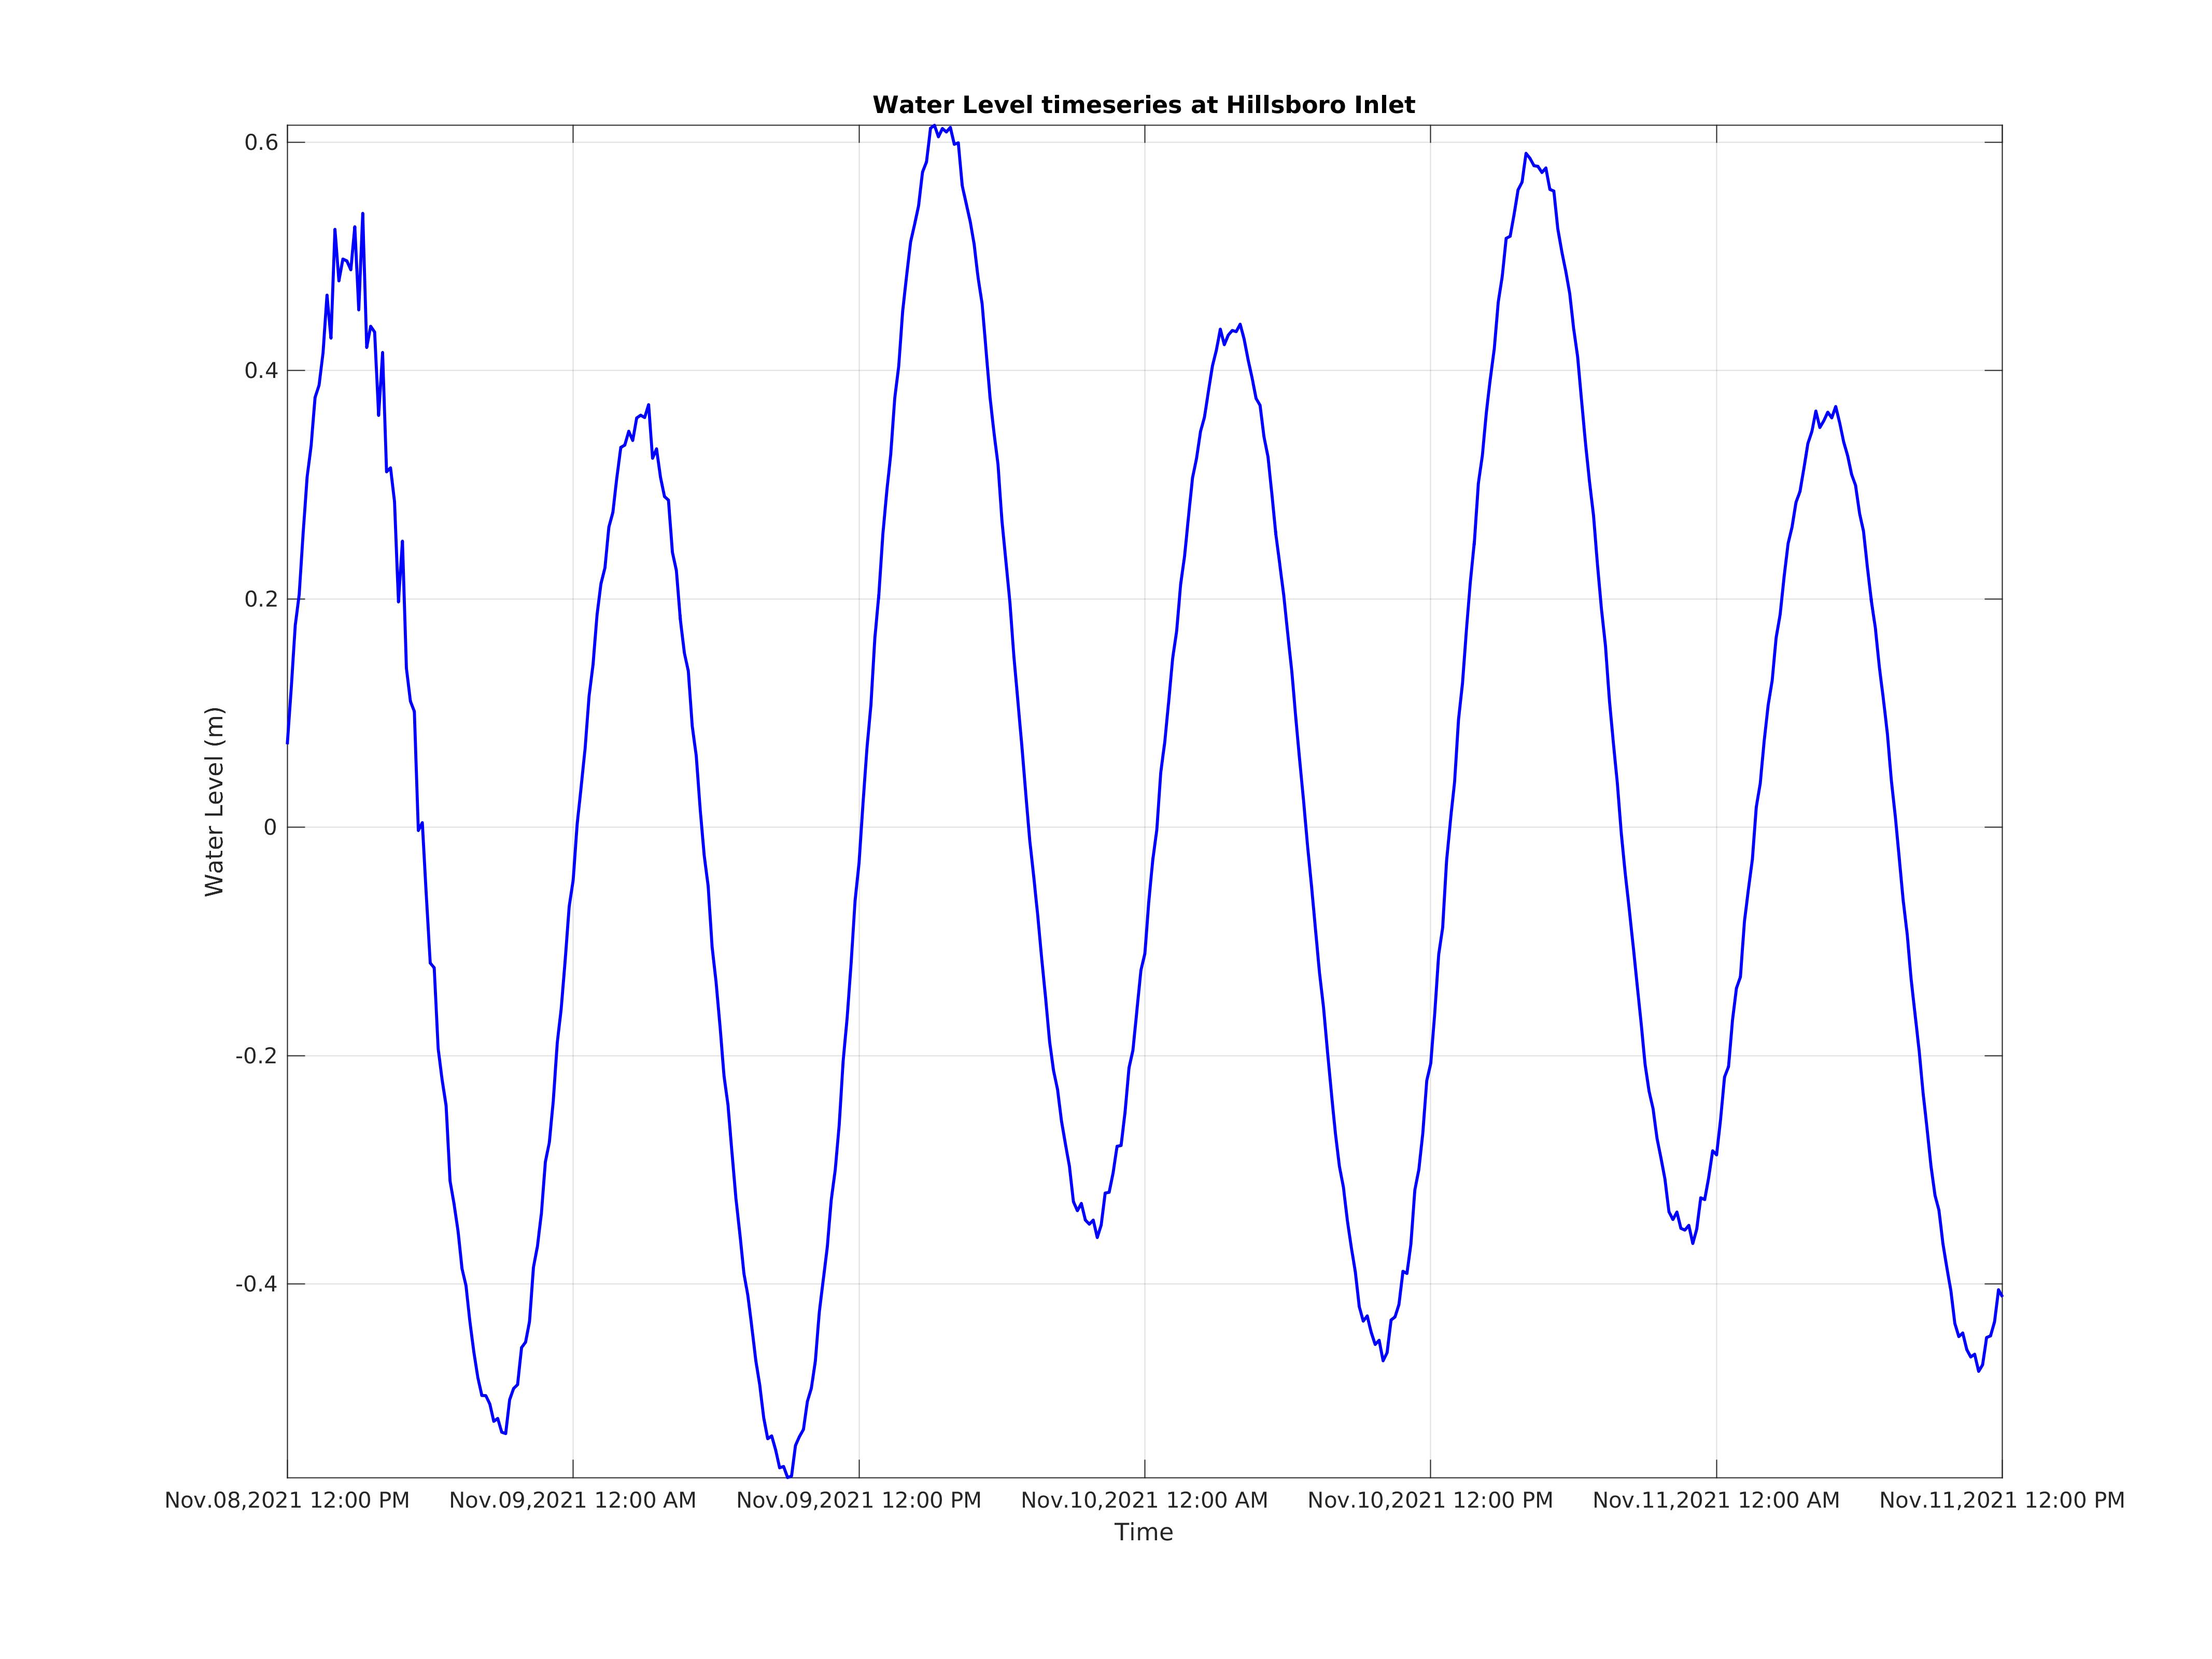 Water Level timeseries at Hillsboro Inlet
0.6
0.4
0.2
0
-0.2
-0.4
Water Level (m)
Nov.08,2021 12:00 PM
Nov.09,2021 12:00 AM
Nov.09,2021 12:00 PM
Nov.10,2021 12:00 AM
Nov.10,2021 12:00 PM
Nov.11,2021 12:00 AM
Nov.11,2021 12:00 PM
Time